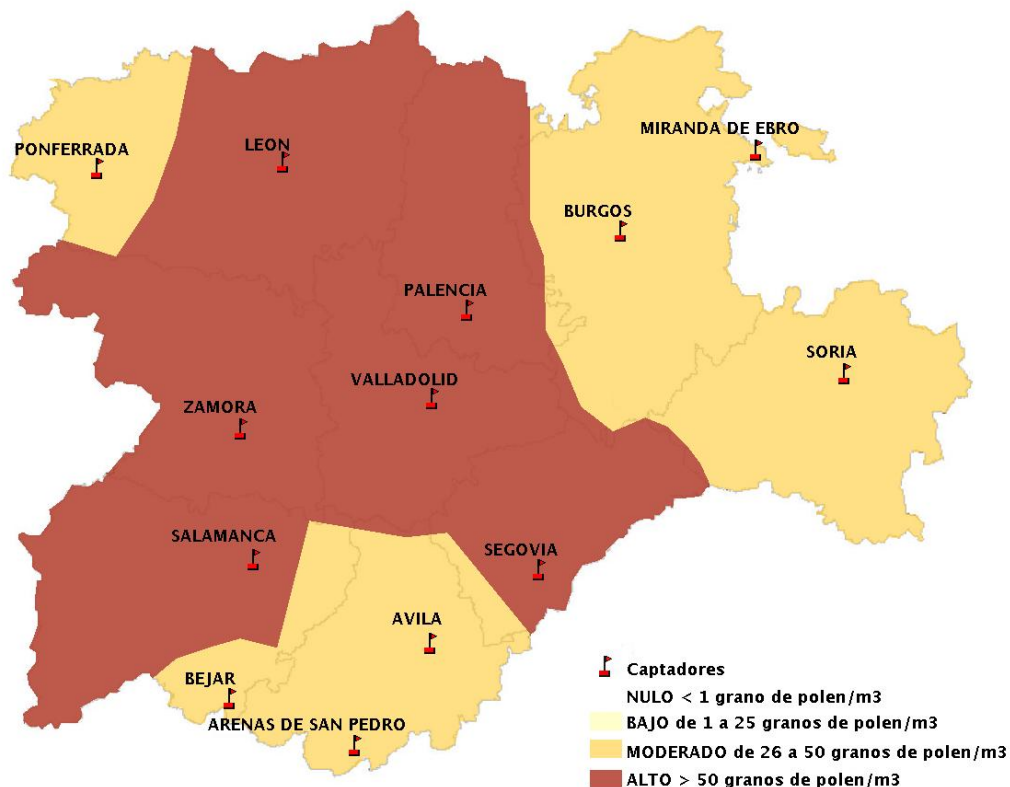 MIRANDA DE EBRO
PONFERRADA
LEON
BURGOS
PALENCIA
SORIA
VALLADOLID
ZAMORA
SALAMANCA
SEGOVIA
AVILA
BEJAR
ARENAS DE SAN PEDRO
Captadores
NULO < 1 grano de polen/m3
BAJO de 1 a 25 granos de polen/m3
MODERADO de 26 a 50 granos de polen/m3
ALTO > 50 granos de polen/m3